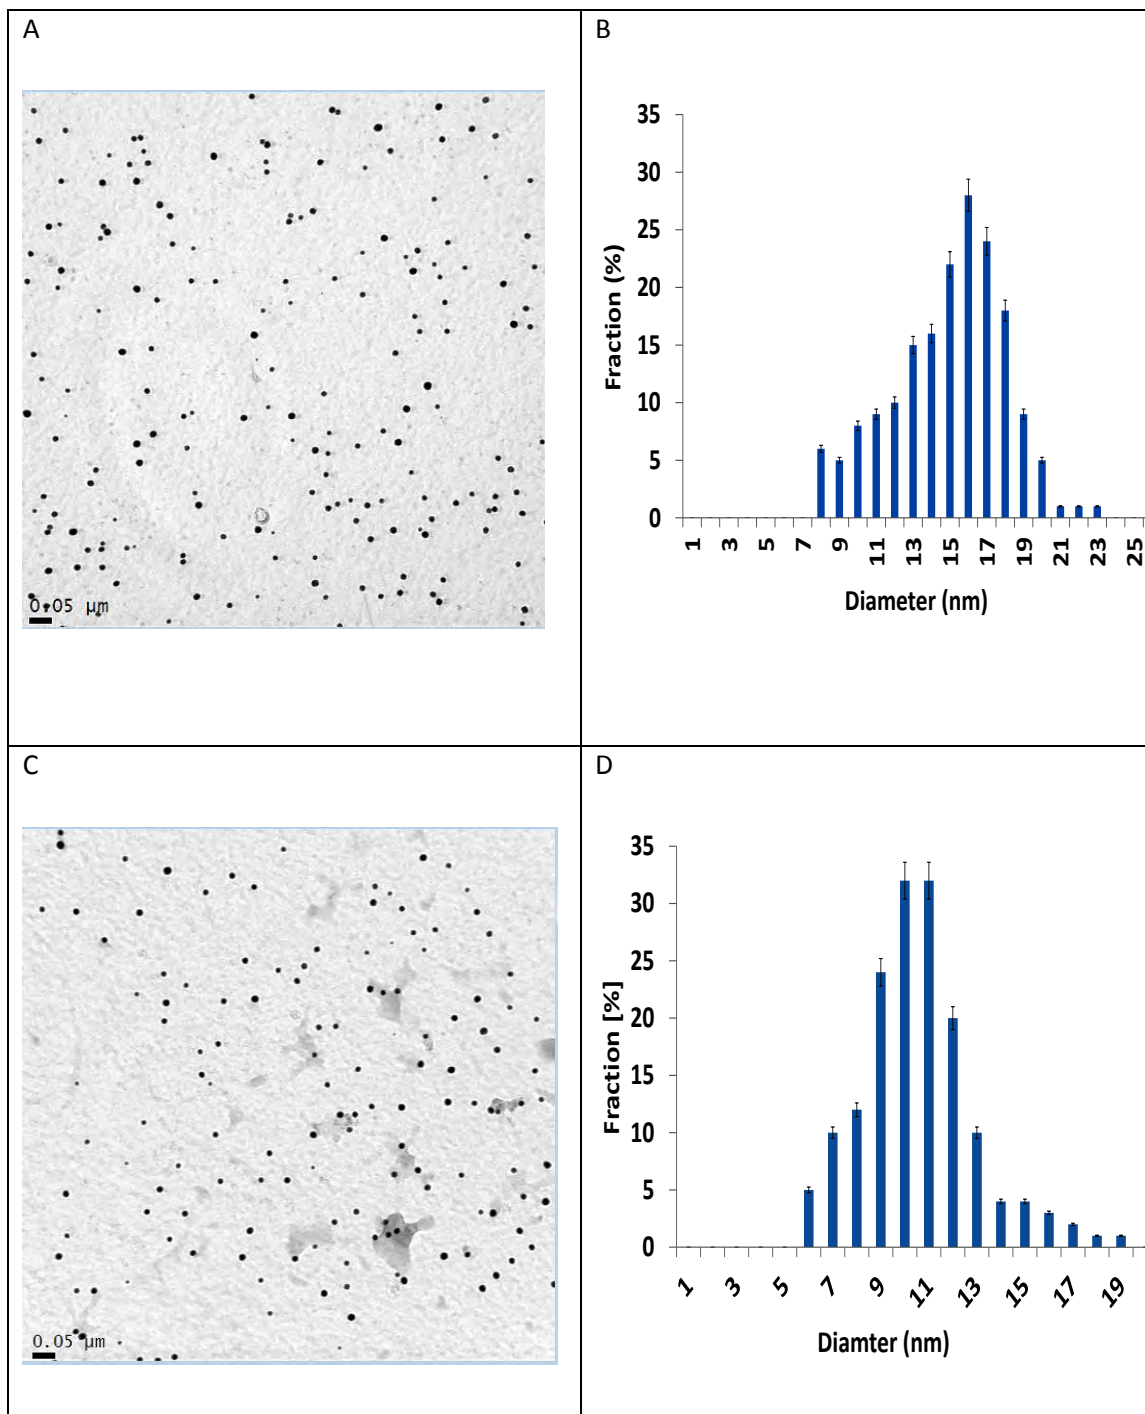 A
0.05 µm
B
35
30
25
20
15
10
5
0
Fraction (%)
1 3 5 7 9 11 13 15 17 19 21 23 25
Diameter (nm)
C
0.05 µm
D
35
30
25
20
15
10
5
0
Fraction [%]
1 3 5 7 9 11 13 15 17 19
Diamter (nm)